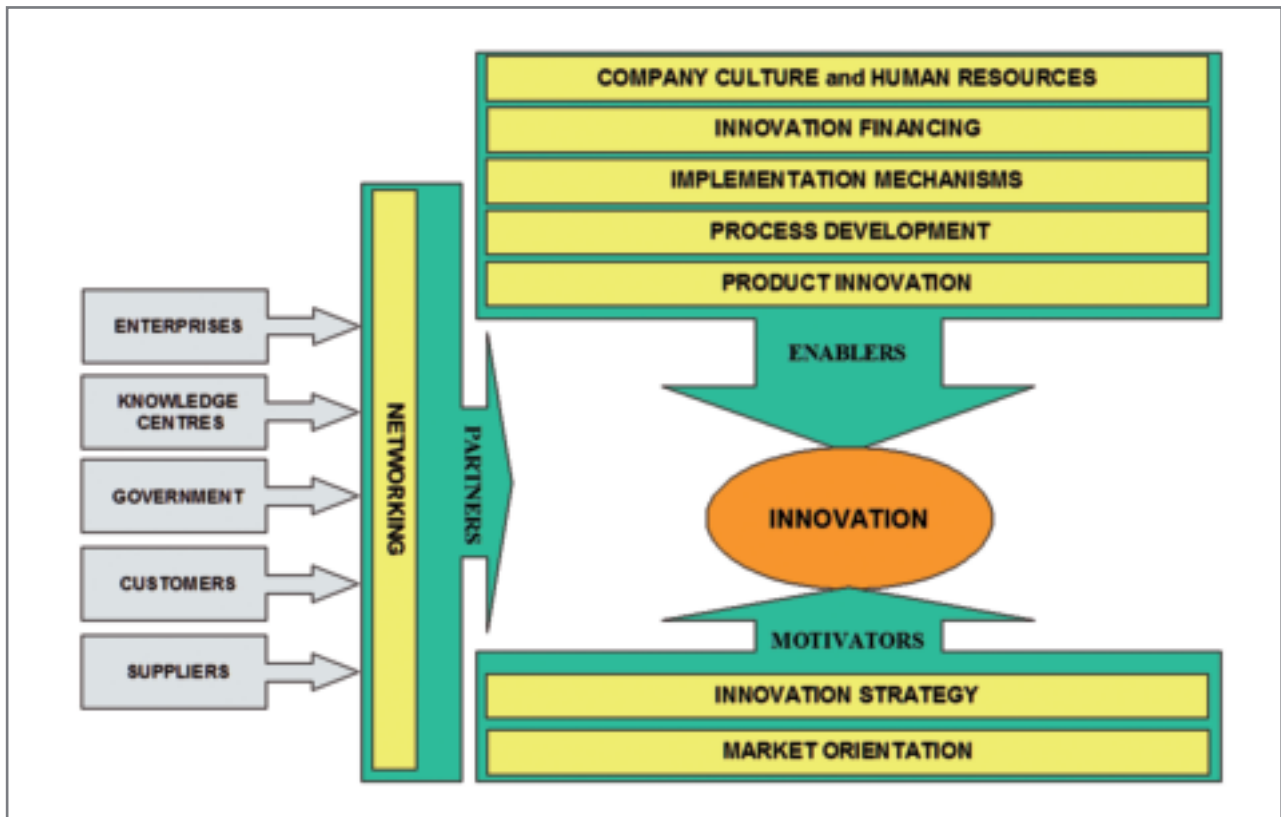 COMPANY CULTURE and HUMAN RESOURCES
INNOVATION FINANCING
IMPLEMENTATION MECHANISMS
PROCESS DEVELOPMENT
PRODUCT INNOVATION
ENABLERS
ENTERPRISES
KNOWLEDGE
CENTRES
GOVERNMENT
CUSTOMERS
SUPPLIERS
NETWORKING
PARTNERS
INNOVATION
MOTIVATORS
INNOVATION STRATEGY
MARKET ORIENTATION